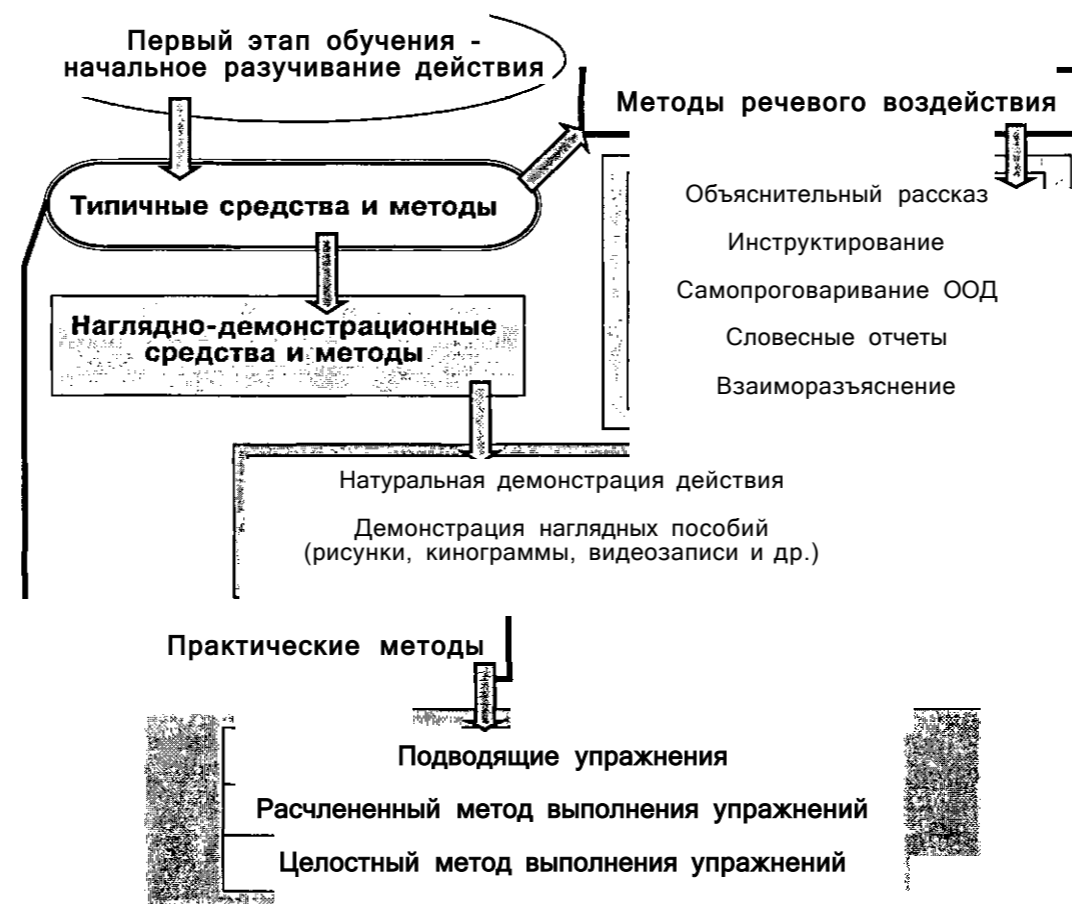 Первый этап обучения -
начальное разучивание действия
Методы речевого воздействия
Типичные средства и методы
Объяснительный рассказ
Инструктирование
Самопроговаривание ООД
Словесные отчеты
Взаиморазъяснение
Наглядно-демонстрационные
средства и методы
Натуральная демонстрация действия
Демонстрация наглядных пособий
(рисунки, кинограммы, видеозаписи и др.)
Практические методы
Подводящие упражнения
Расчлененный метод выполнения упражнений
Целостный метод выполнения упражнений